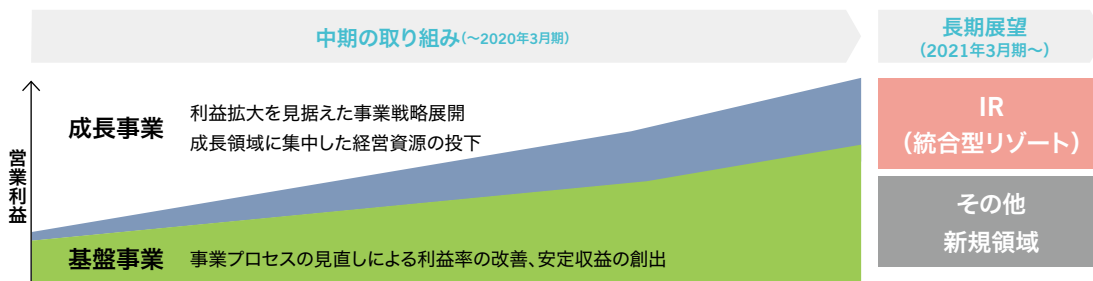 中期の取り組み(〜2020年3月期)
長期展望
(2021年3月期〜)
営業利益
成長事業
利益拡大を見据えた事業戦略展開
成長領域に集中した経営資源の投下
基盤事業
事業プロセスの見直しによる利益率の改善、安定収益の創出
IR
(統合型リゾート)
その他
新規領域